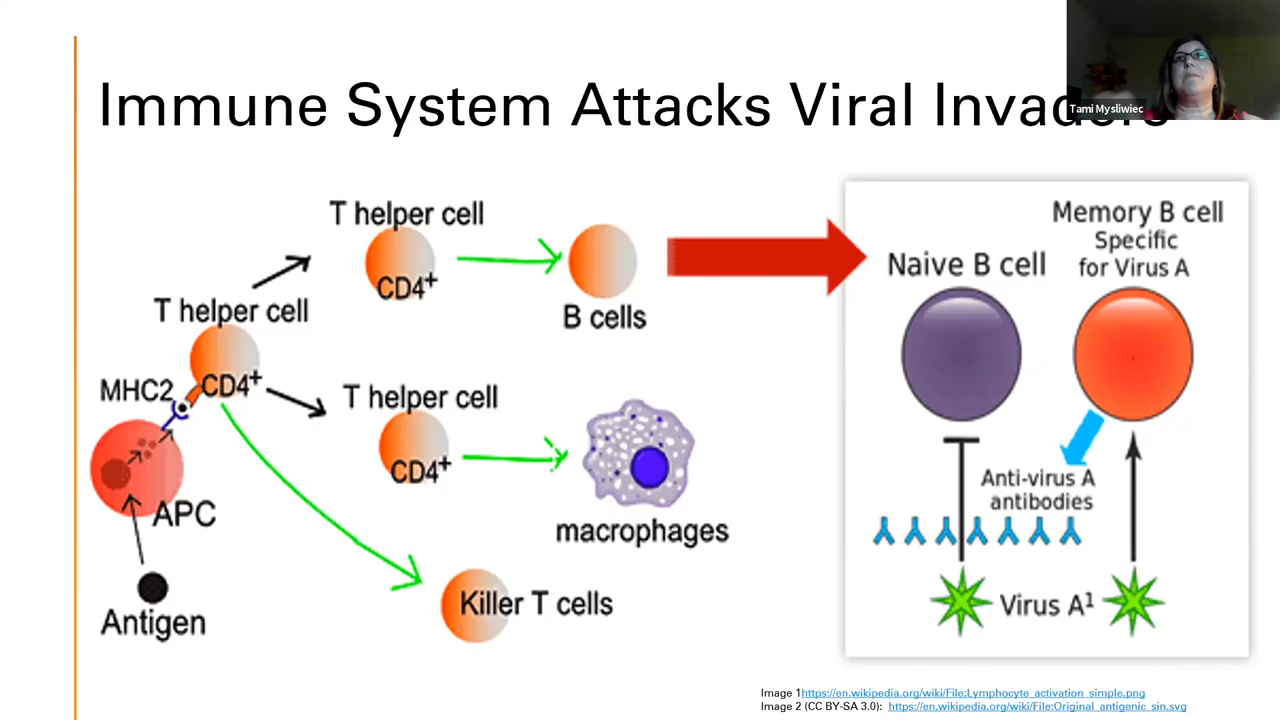 Immune System Attacks Viral Invaders
Tami Mysliwiec
T helper cell
CD4+
B cells
T helper cell
MHC2
CD4+
T helper cell
CD4+
macrophages
APC
Antigen
Killer T cells
Naive B cell
Memory B cell
Specific
for Virus A
Anti-virus A
antibodies
Virus A¹
Image 1https://en.wikipedia.org/wiki/File:Lymphocyte_activation_simple.png
Image 2 (CC BY-SA 3.0): https://en.wikipedia.org/wiki/File:Original_antigenic_sin.svg